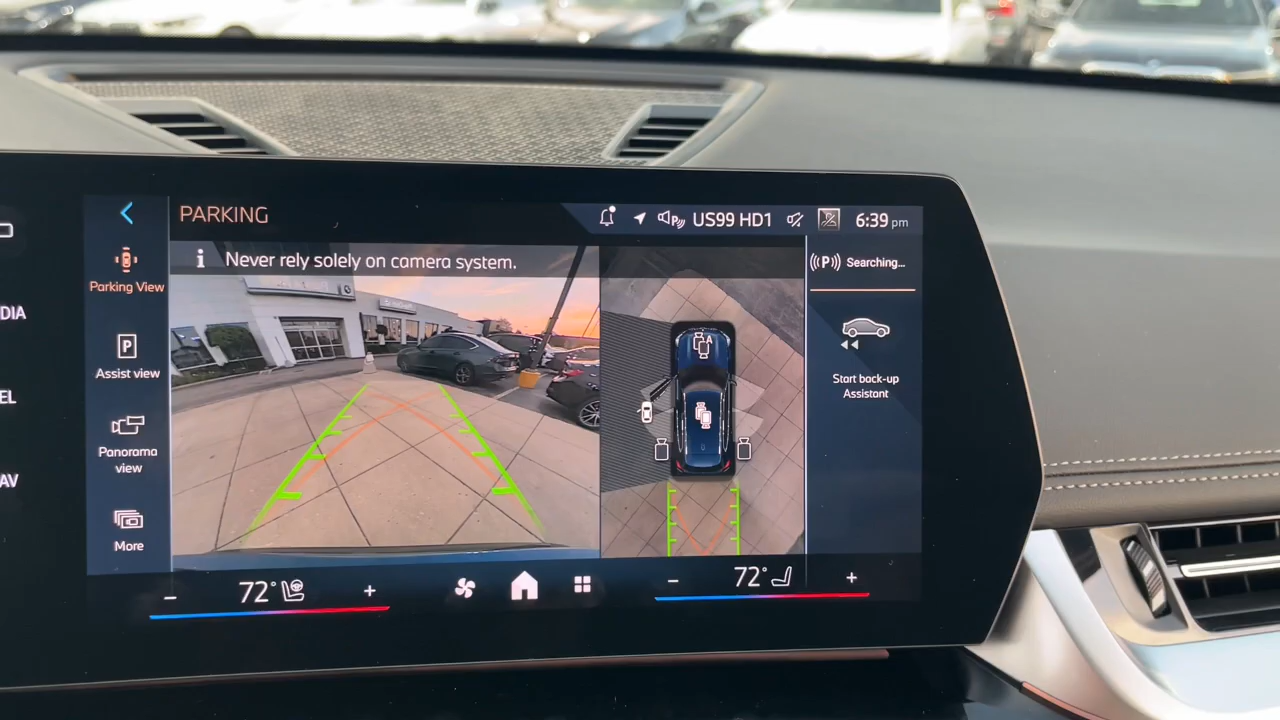 PARKING
US99 HD1
6:39 pm
DIA
EL
AV
Parking View
P
Assist view
Panorama
view
More
i Never rely solely on camera system.
A
((P)) Searching...
Start back-up
Assistant
− 72° +
− 72° +